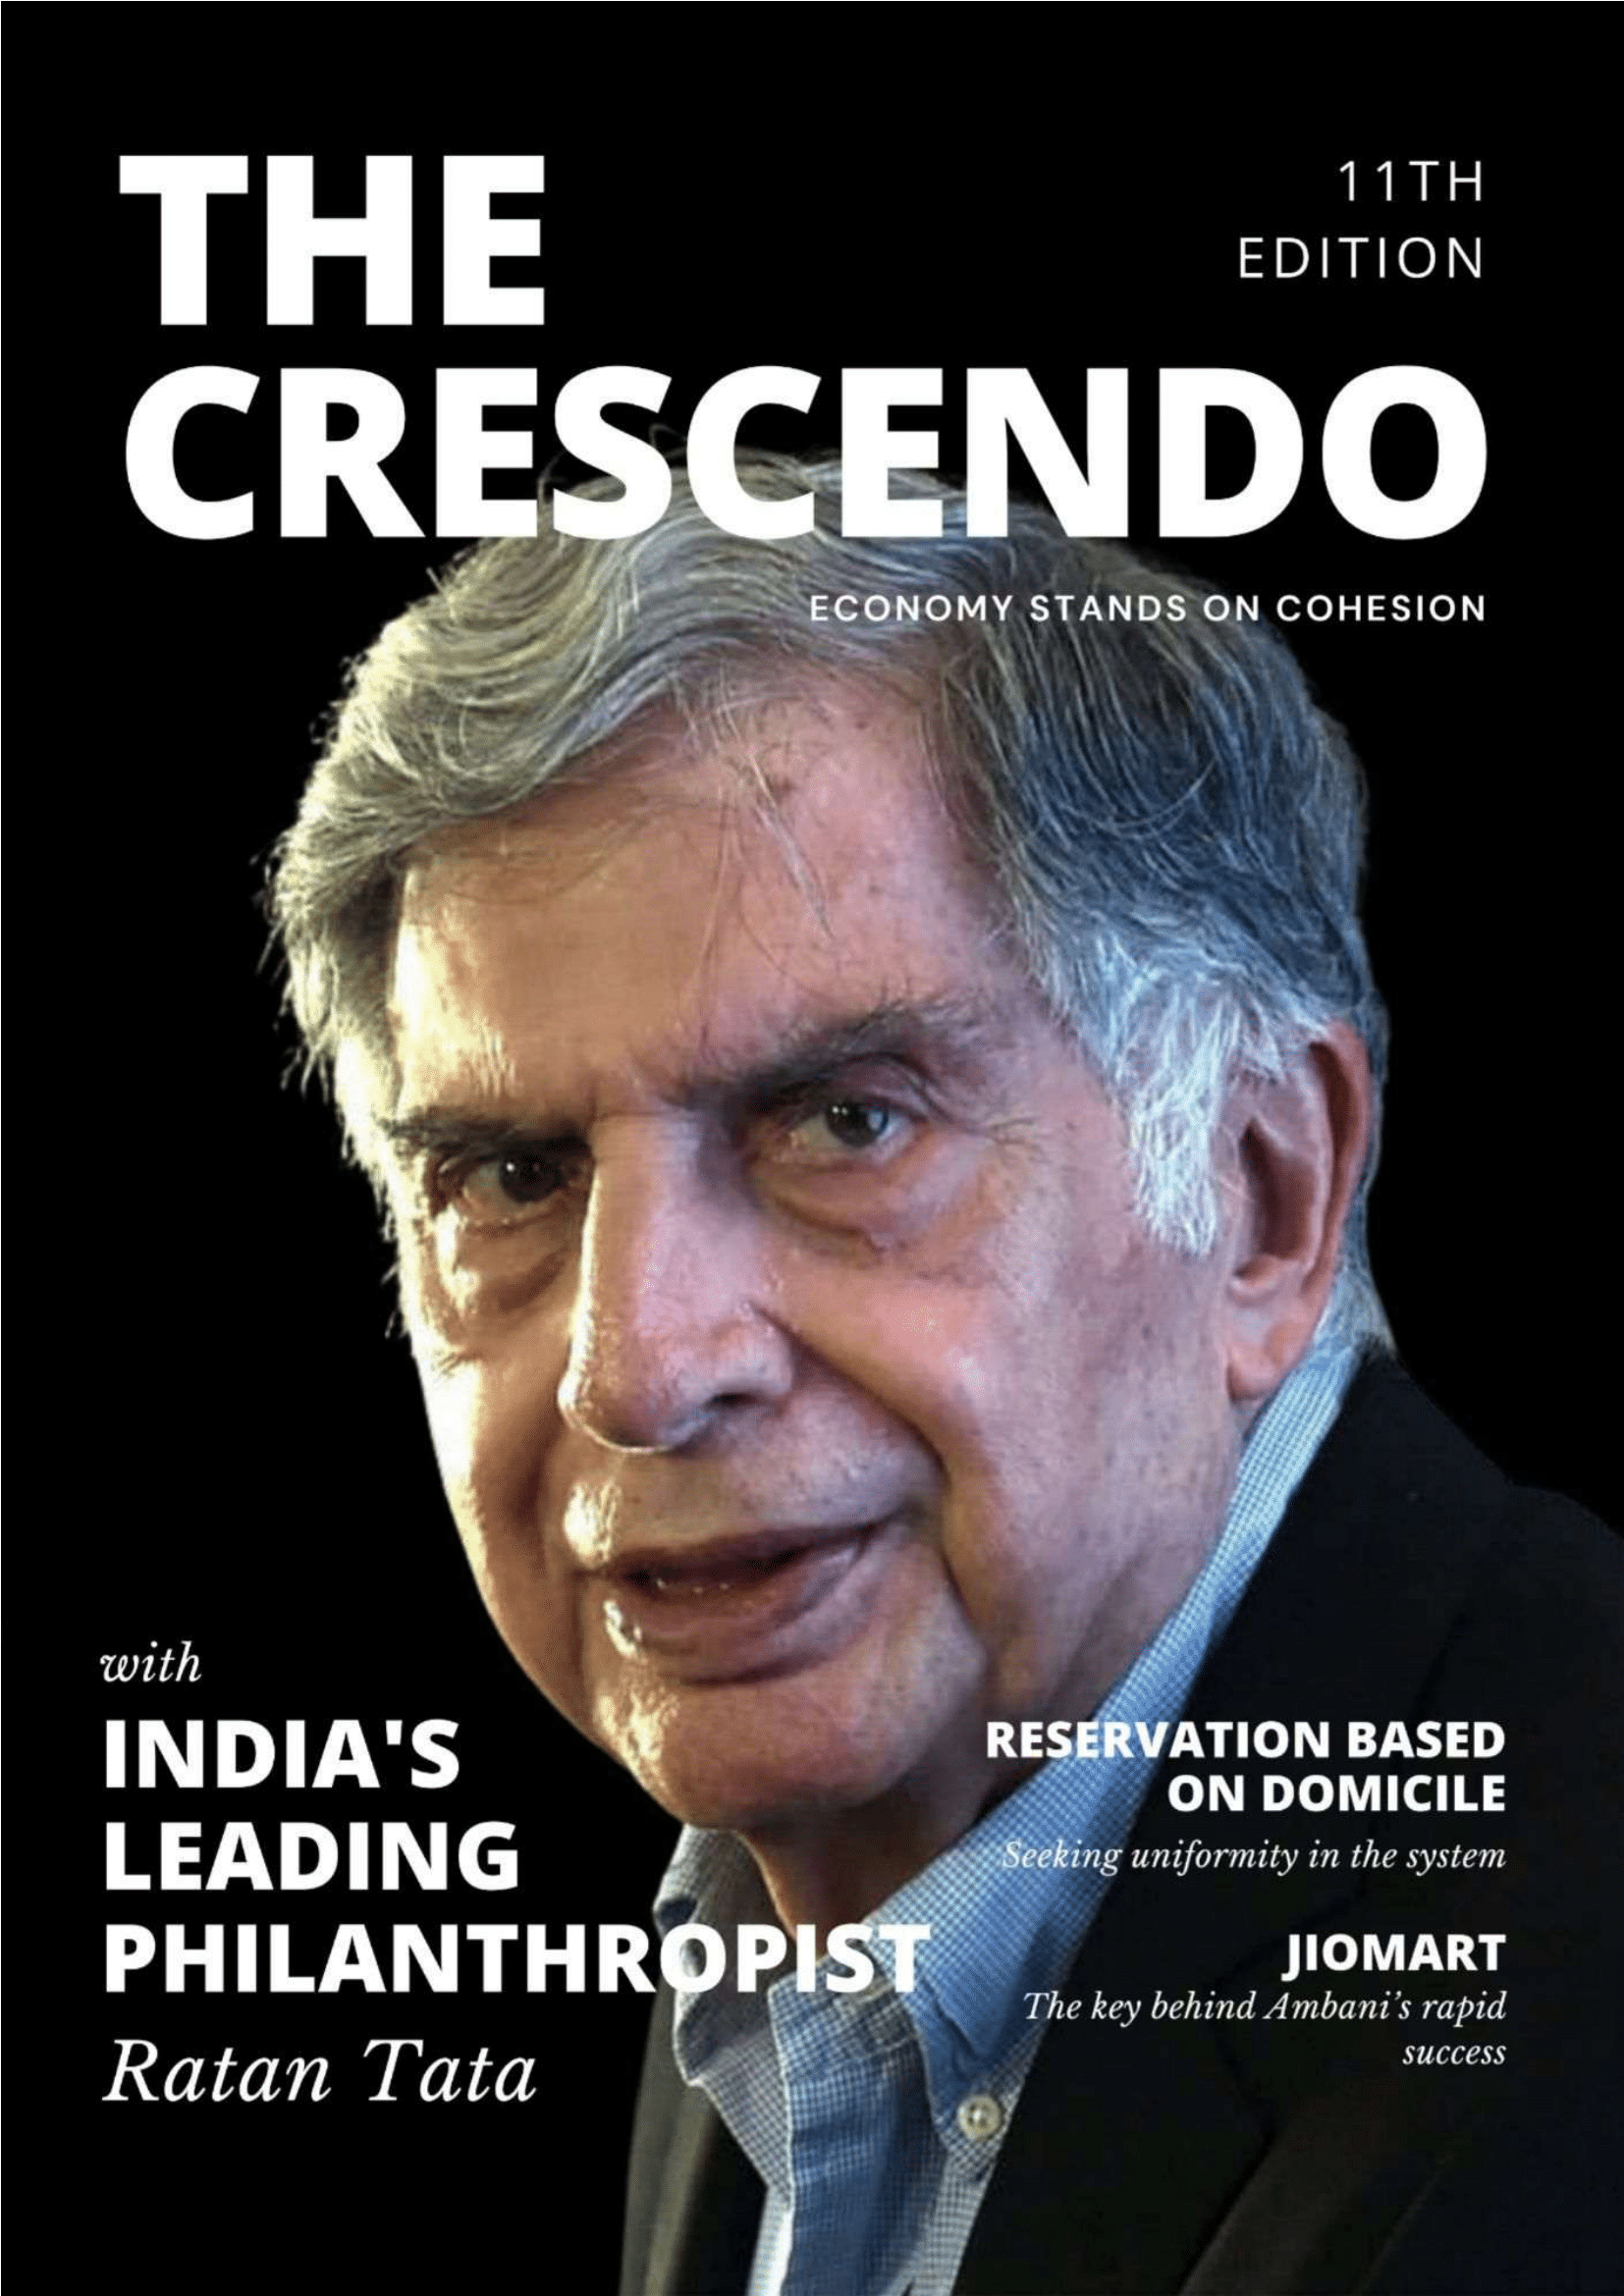 THE
11TH
EDITION
CRESCENDO
ECONOMY STANDS ON COHESION
with
INDIA'S
LEADING
PHILANTHROPIST
Ratan Tata
RESERVATION BASED
ON DOMICILE
Seeking uniformity in the system
JIOMART
The key behind Ambani’s rapid
success